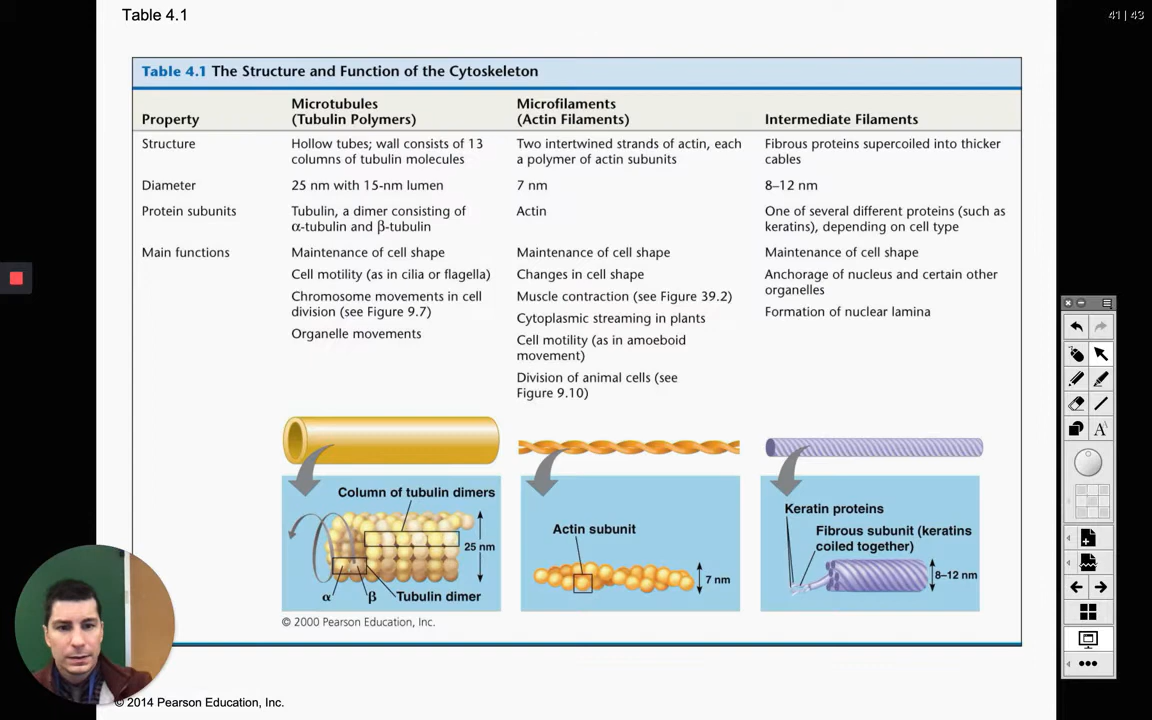 Table 4.1
41 | 43
Table 4.1 The Structure and Function of the Cytoskeleton
Property
Microtubules
(Tubulin Polymers)
Microfilaments
(Actin Filaments)
Intermediate Filaments
Structure
Hollow tubes; wall consists of 13
columns of tubulin molecules
Two intertwined strands of actin, each
a polymer of actin subunits
Fibrous proteins supercoiled into thicker
cables
Diameter
25 nm with 15-nm lumen
7 nm
8–12 nm
Protein subunits
Tubulin, a dimer consisting of
α-tubulin and β-tubulin
Actin
One of several different proteins (such as
keratins), depending on cell type
Main functions
Maintenance of cell shape
Cell motility (as in cilia or flagella)
Chromosome movements in cell
division (see Figure 9.7)
Organelle movements
Maintenance of cell shape
Changes in cell shape
Muscle contraction (see Figure 39.2)
Cytoplasmic streaming in plants
Cell motility (as in amoeboid
movement)
Division of animal cells (see
Figure 9.10)
Maintenance of cell shape
Anchorage of nucleus and certain other
organelles
Formation of nuclear lamina
Column of tubulin dimers
25 nm
α
β
Tubulin dimer
Actin subunit
7 nm
Keratin proteins
Fibrous subunit (keratins
coiled together)
8–12 nm
© 2000 Pearson Education, Inc.
© 2014 Pearson Education, Inc.
A